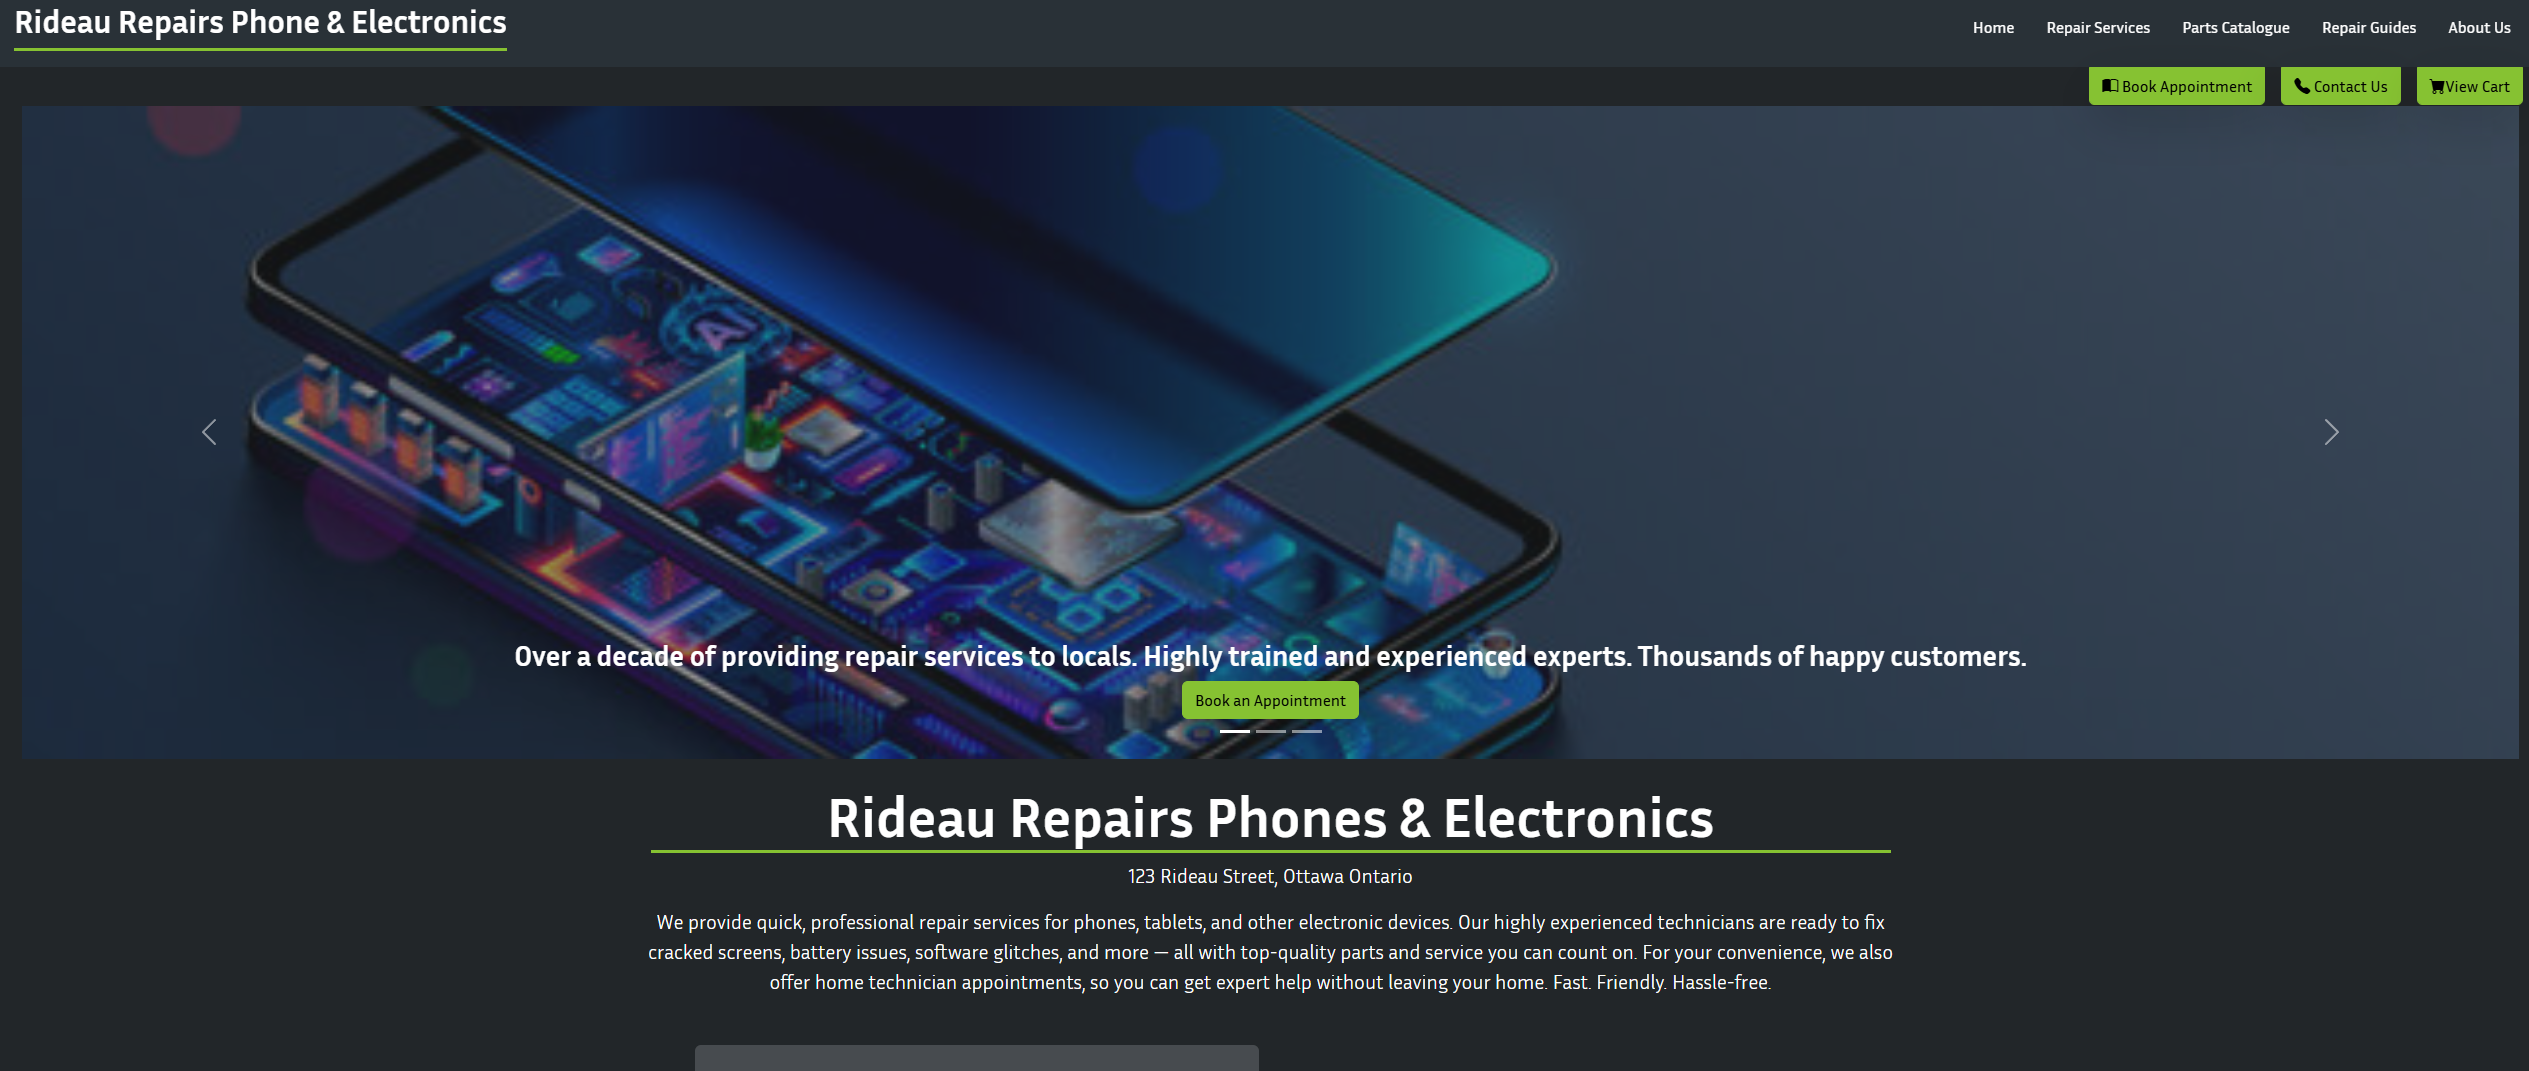 Rideau Repairs Phone & Electronics
Home Repair Services Parts Catalogue Repair Guides About Us
Book Appointment Contact Us View Cart
AI
Over a decade of providing repair services to locals. Highly trained and experienced experts. Thousands of happy customers.
Book an Appointment
Rideau Repairs Phones & Electronics
123 Rideau Street, Ottawa Ontario
We provide quick, professional repair services for phones, tablets, and other electronic devices. Our highly experienced technicians are ready to fix
cracked screens, battery issues, software glitches, and more — all with top-quality parts and service you can count on. For your convenience, we also
offer home technician appointments, so you can get expert help without leaving your home. Fast. Friendly. Hassle-free.